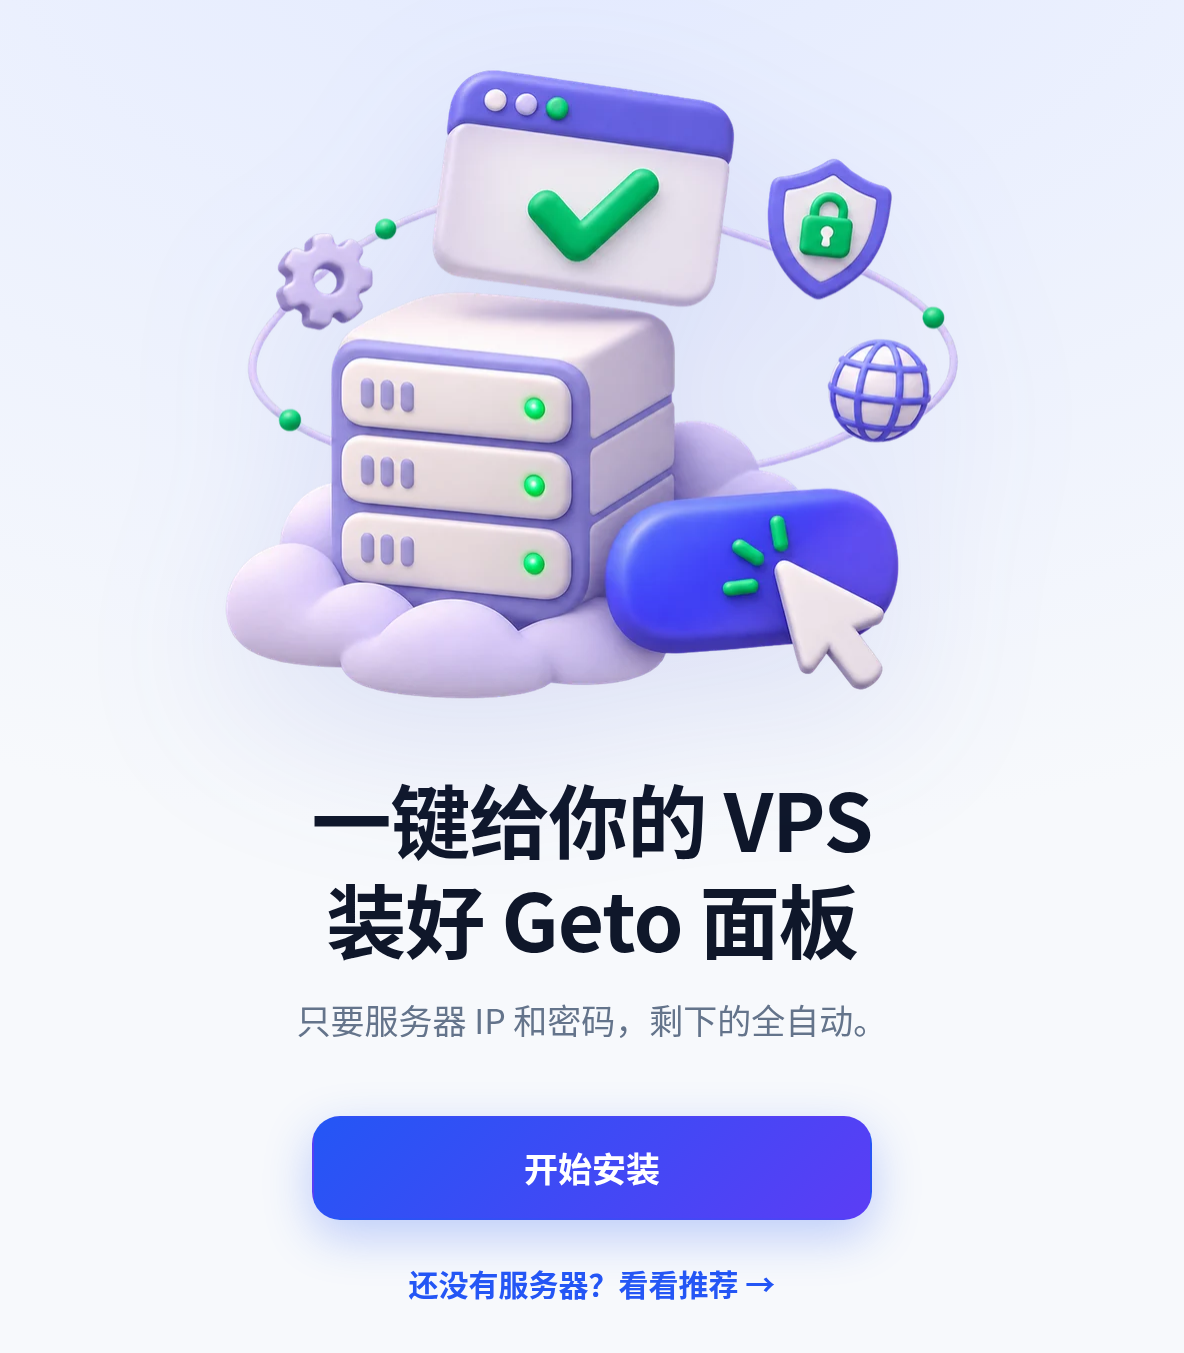 一键给你的 VPS
装好 Geto 面板
只要服务器 IP 和密码，剩下的全自动。
开始安装
还没有服务器？看看推荐 →